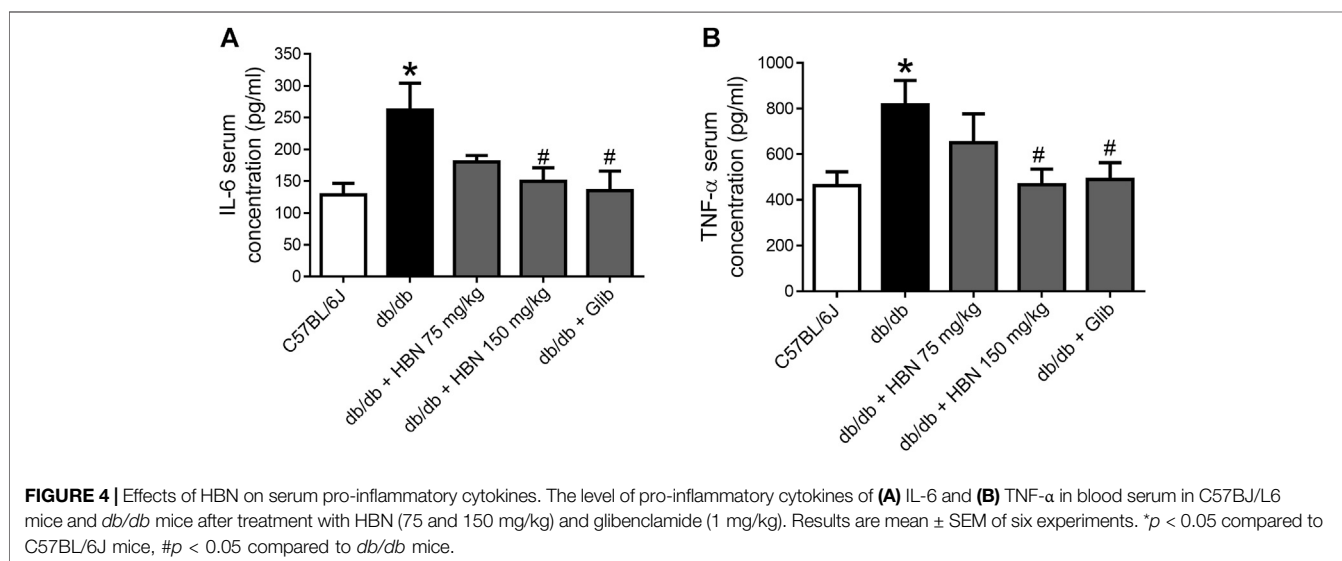 A
IL-6 serum
concentration (pg/ml)
350
300
250
200
150
100
50
0
*
#
#
C57BL/6J
db/db
db/db + HBN 75 mg/kg
db/db + HBN 150 mg/kg
db/db + Glib
B
TNF-α serum
concentration (pg/ml)
1000
800
600
400
200
0
*
#
#
C57BL/6J
db/db
db/db + HBN 75 mg/kg
db/db + HBN 150 mg/kg
db/db + Glib
FIGURE 4 | Effects of HBN on serum pro-inflammatory cytokines. The level of pro-inflammatory cytokines of (A) IL-6 and (B) TNF-α in blood serum in C57BJ/L6
mice and db/db mice after treatment with HBN (75 and 150 mg/kg) and glibenclamide (1 mg/kg). Results are mean ± SEM of six experiments. *p < 0.05 compared to
C57BL/6J mice, #p < 0.05 compared to db/db mice.